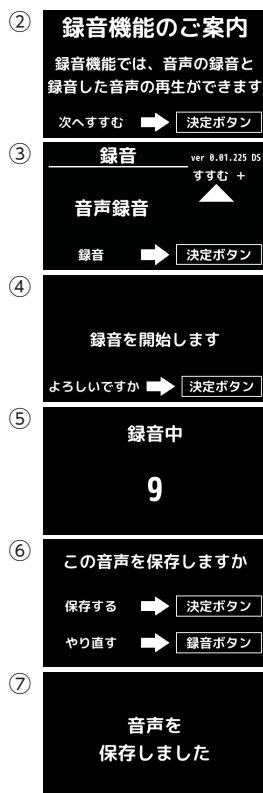 ②
録音機能のご案内
録音機能では、音声の録音と
録音した音声の再生ができます
次へすすむ 決定ボタン
③
録音 ver 0.01.225 DS
すすむ ＋
音声録音
録音 決定ボタン
④
録音を開始します
よろしいですか 決定ボタン
⑤
録音中
9
⑥
この音声を保存しますか
保存する 決定ボタン
やり直す 録音ボタン
⑦
音声を
保存しました